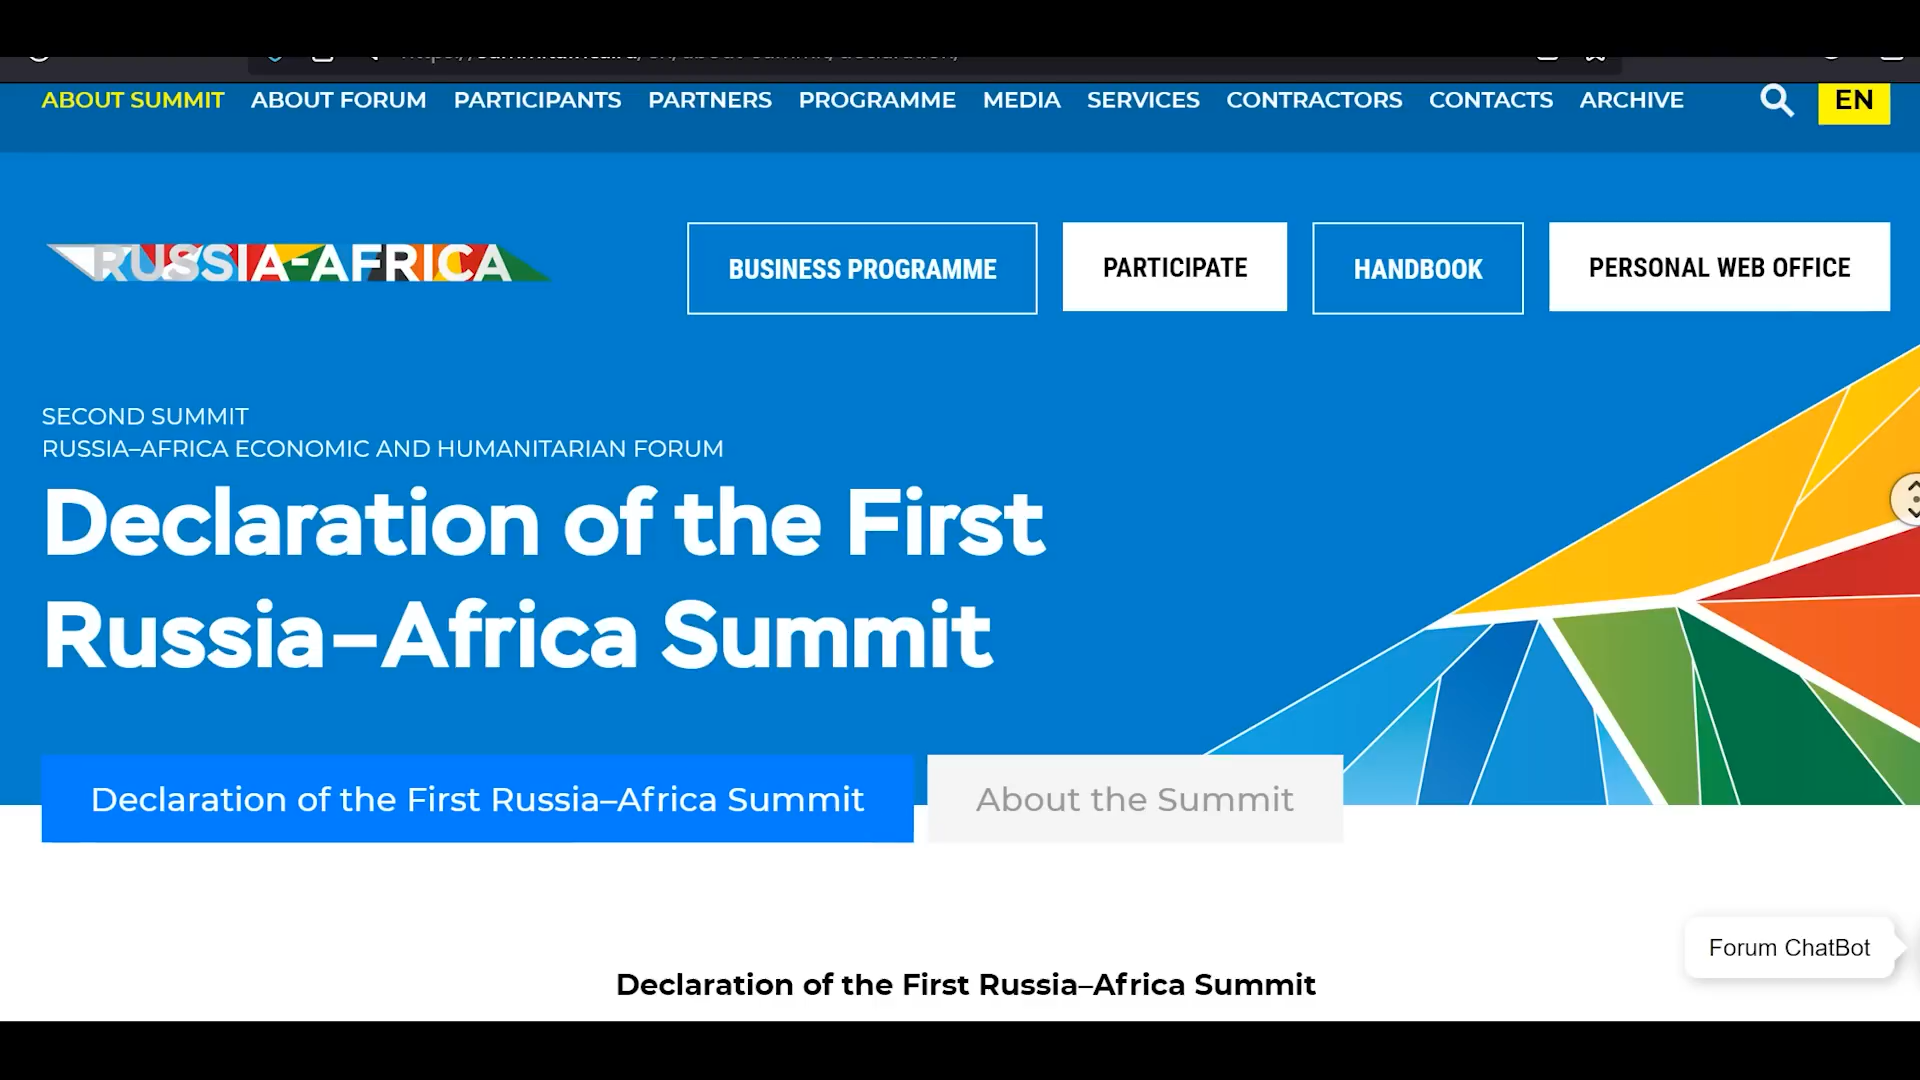 ABOUT SUMMIT ABOUT FORUM PARTICIPANTS PARTNERS PROGRAMME MEDIA SERVICES CONTRACTORS CONTACTS ARCHIVE EN
RUSSIA-AFRICA
BUSINESS PROGRAMME PARTICIPATE HANDBOOK PERSONAL WEB OFFICE
SECOND SUMMIT
RUSSIA–AFRICA ECONOMIC AND HUMANITARIAN FORUM
Declaration of the First
Russia–Africa Summit
Declaration of the First Russia–Africa Summit About the Summit
Forum ChatBot
Declaration of the First Russia–Africa Summit